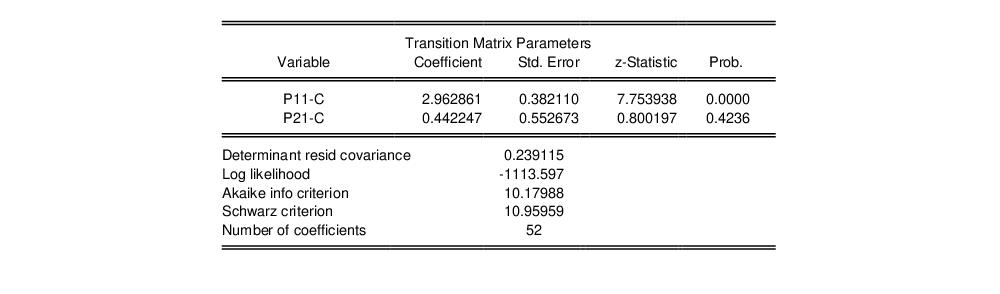 Transition Matrix Parameters
Variable Coefficient Std. Error z-Statistic Prob.
P11-C 2.962861 0.382110 7.753938 0.0000
P21-C 0.442247 0.552673 0.800197 0.4236
Determinant resid covariance 0.239115
Log likelihood -1113.597
Akaike info criterion 10.17988
Schwarz criterion 10.95959
Number of coefficients 52